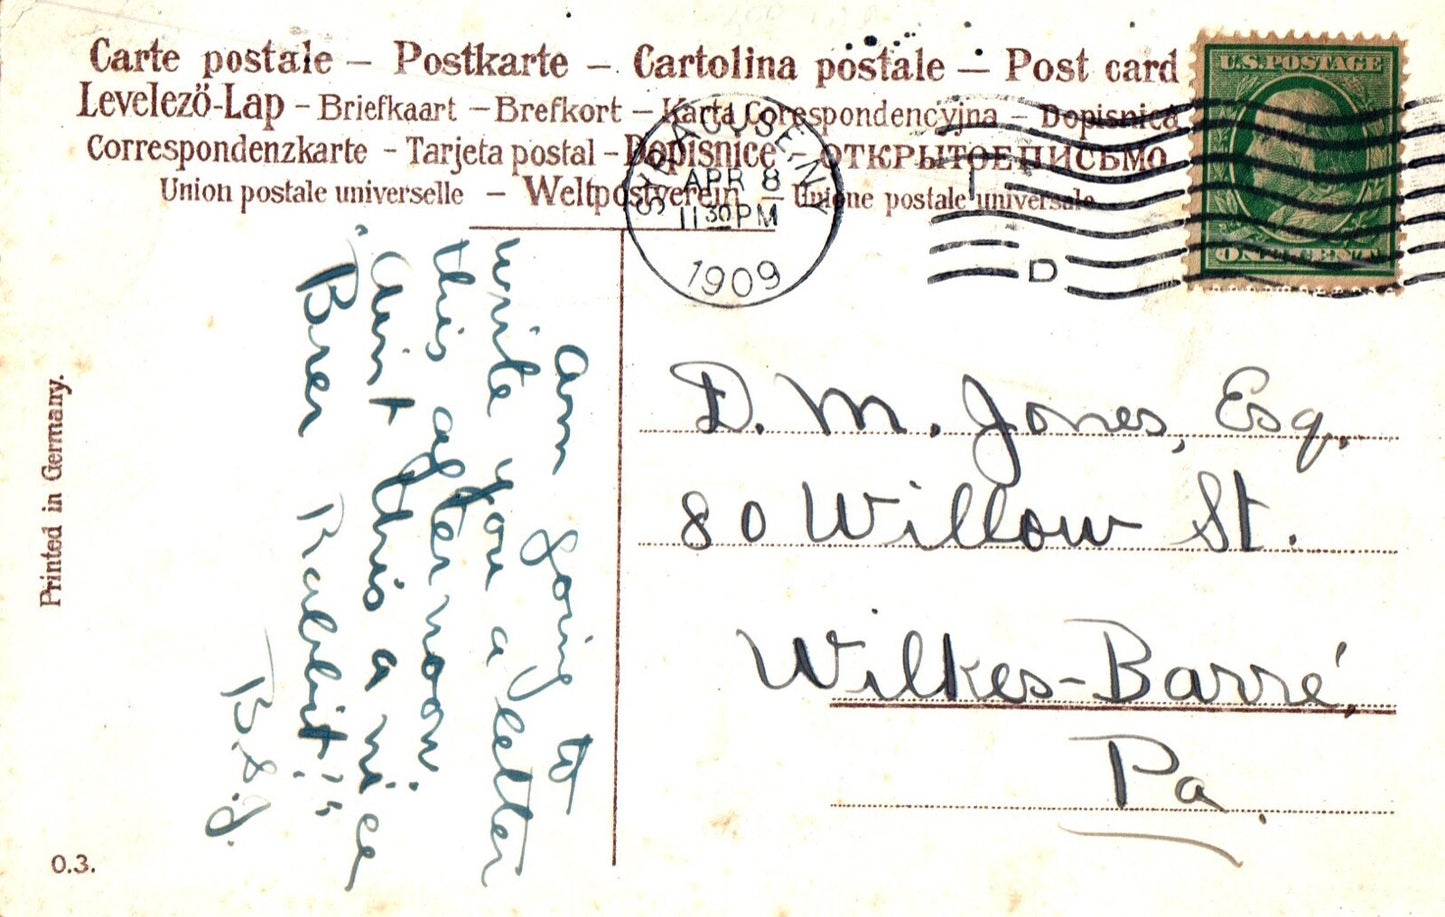 Carte postale – Postkarte – Cartolina postale – Post card
Levelező-Lap – Briefkaart – Brefkort – Karta Corespondencyjna – Dopisnica
Correspondenzkarte – Tarjeta postal – Dopisnice – ОТКРЫТОЕ ПИСЬМО
Union postale universelle – Weltpostverein – Unione postale universale
SYRACUSE, N.Y.
APR 8
11 30 PM
1909
D
U.S. POSTAGE
ONE CENT
am going to
write you a letter
this afternoon.
"Ain't this a nice
Brer Rabbit!"
B.S.J.
D. M. Jones, Esq.
80 Willow St.
Wilkes-Barré,
Pa.
Printed in Germany.
O.3.